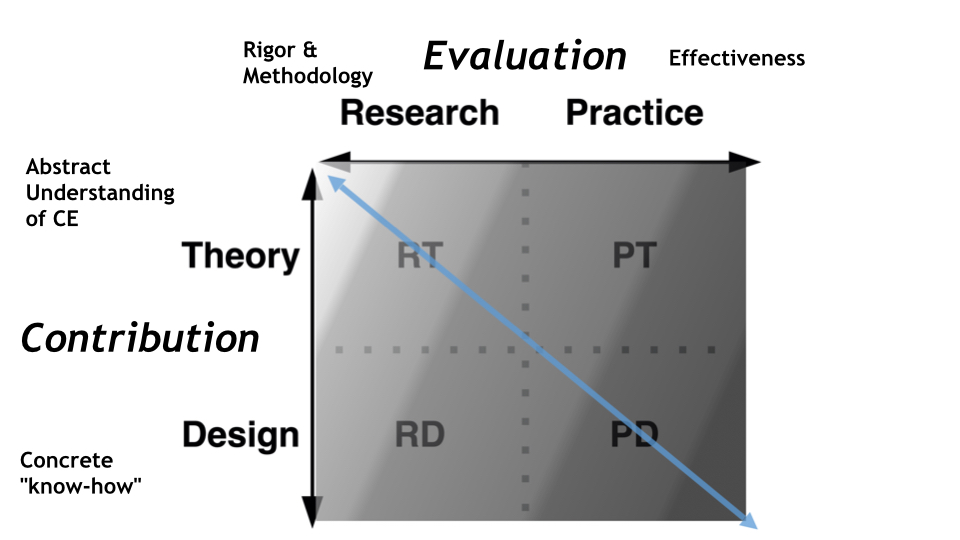 Rigor &
Methodology
Evaluation
Effectiveness
Research
Practice
Abstract
Understanding
of CE
Theory
RT
PT
Contribution
Design
RD
PD
Concrete
"know-how"